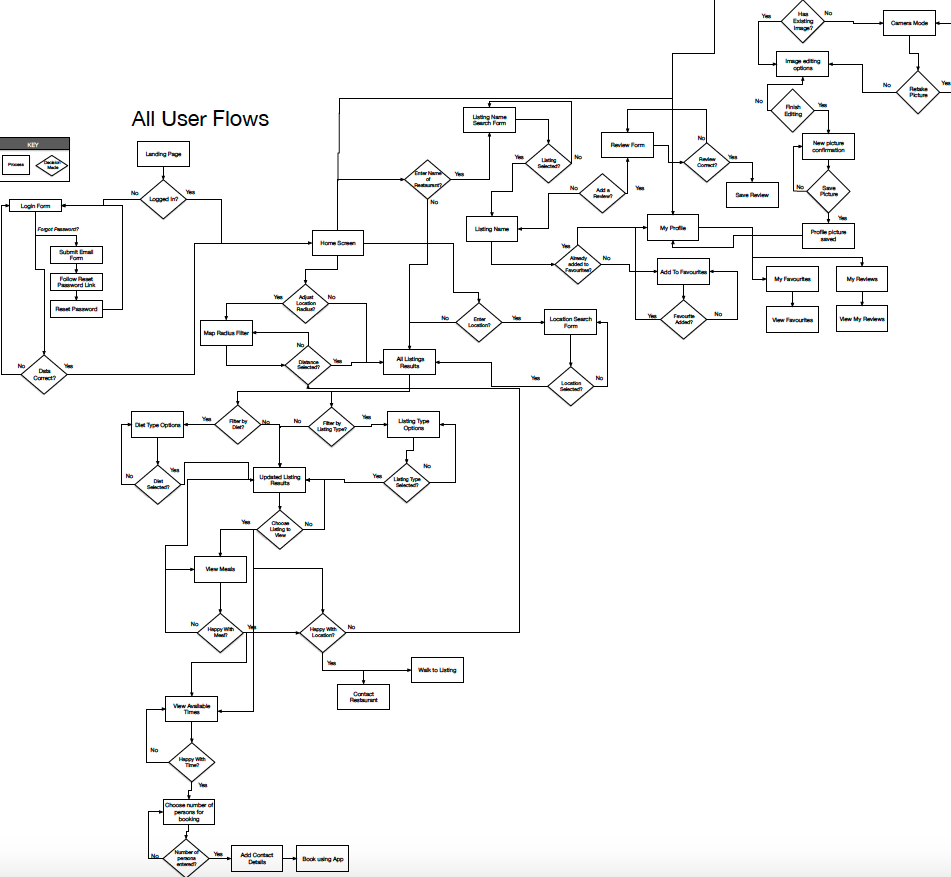 All User Flows
KEY
Process
Decision
Made
Landing Page
Logged In?
No
Yes
Login Form
Forgot Password?
Submit Email
Form
Follow Reset
Password Link
Reset Password
Data
Correct?
No
Yes
Home Screen
Adjust
Location
Radius?
Yes
No
Map Radius Filter
Distance
Selected?
No
Yes
All Listings
Results
Enter Name
of
Restaurant?
Yes
No
Listing Name
Search Form
Listing
Selected?
Yes
No
Listing Name
Enter
Location?
No
Yes
Location Search
Form
Location
Selected?
Yes
No
Review Form
Review
Correct?
No
Yes
Save Review
Add a
Review?
No
Yes
Already
added to
Favourites?
Yes
No
Add To Favourites
Favourite
Added?
Yes
No
My Profile
My Favourites
My Reviews
View Favourites
View My Reviews
Has
Existing
Image?
Yes
No
Camera Mode
Image editing
options
Retake
Picture
No
Yes
Finish
Editing
No
Yes
New picture
confirmation
Save
Picture
No
Yes
Profile picture
saved
Diet Type Options
Yes
Filter by
Diet?
No
No
Filter by
Listing Type?
Yes
Listing Type
Options
Diet
Selected?
No
Yes
Updated Listing
Results
Listing Type
Selected?
Yes
No
Choose
Listing to
View
Yes
No
View Meals
Happy With
Meal?
No
Yes
Happy With
Location?
No
Yes
Walk to Listing
Contact
Restaurant
View Available
Times
Happy With
Time?
No
Yes
Choose number of
persons for
booking
Number of
persons
entered?
No
Yes
Add Contact
Details
Book using App